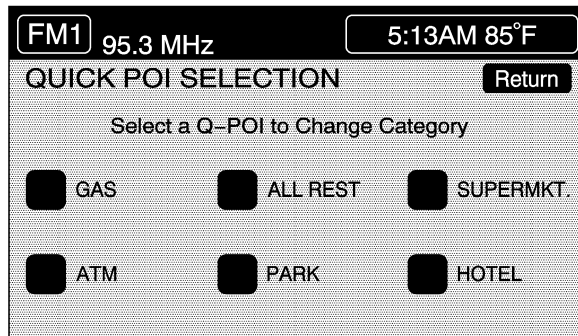 FM1 95.3 MHz 5:13AM 85°F
QUICK POI SELECTION Return
Select a Q–POI to Change Category
GAS ALL REST SUPERMKT.
ATM PARK HOTEL